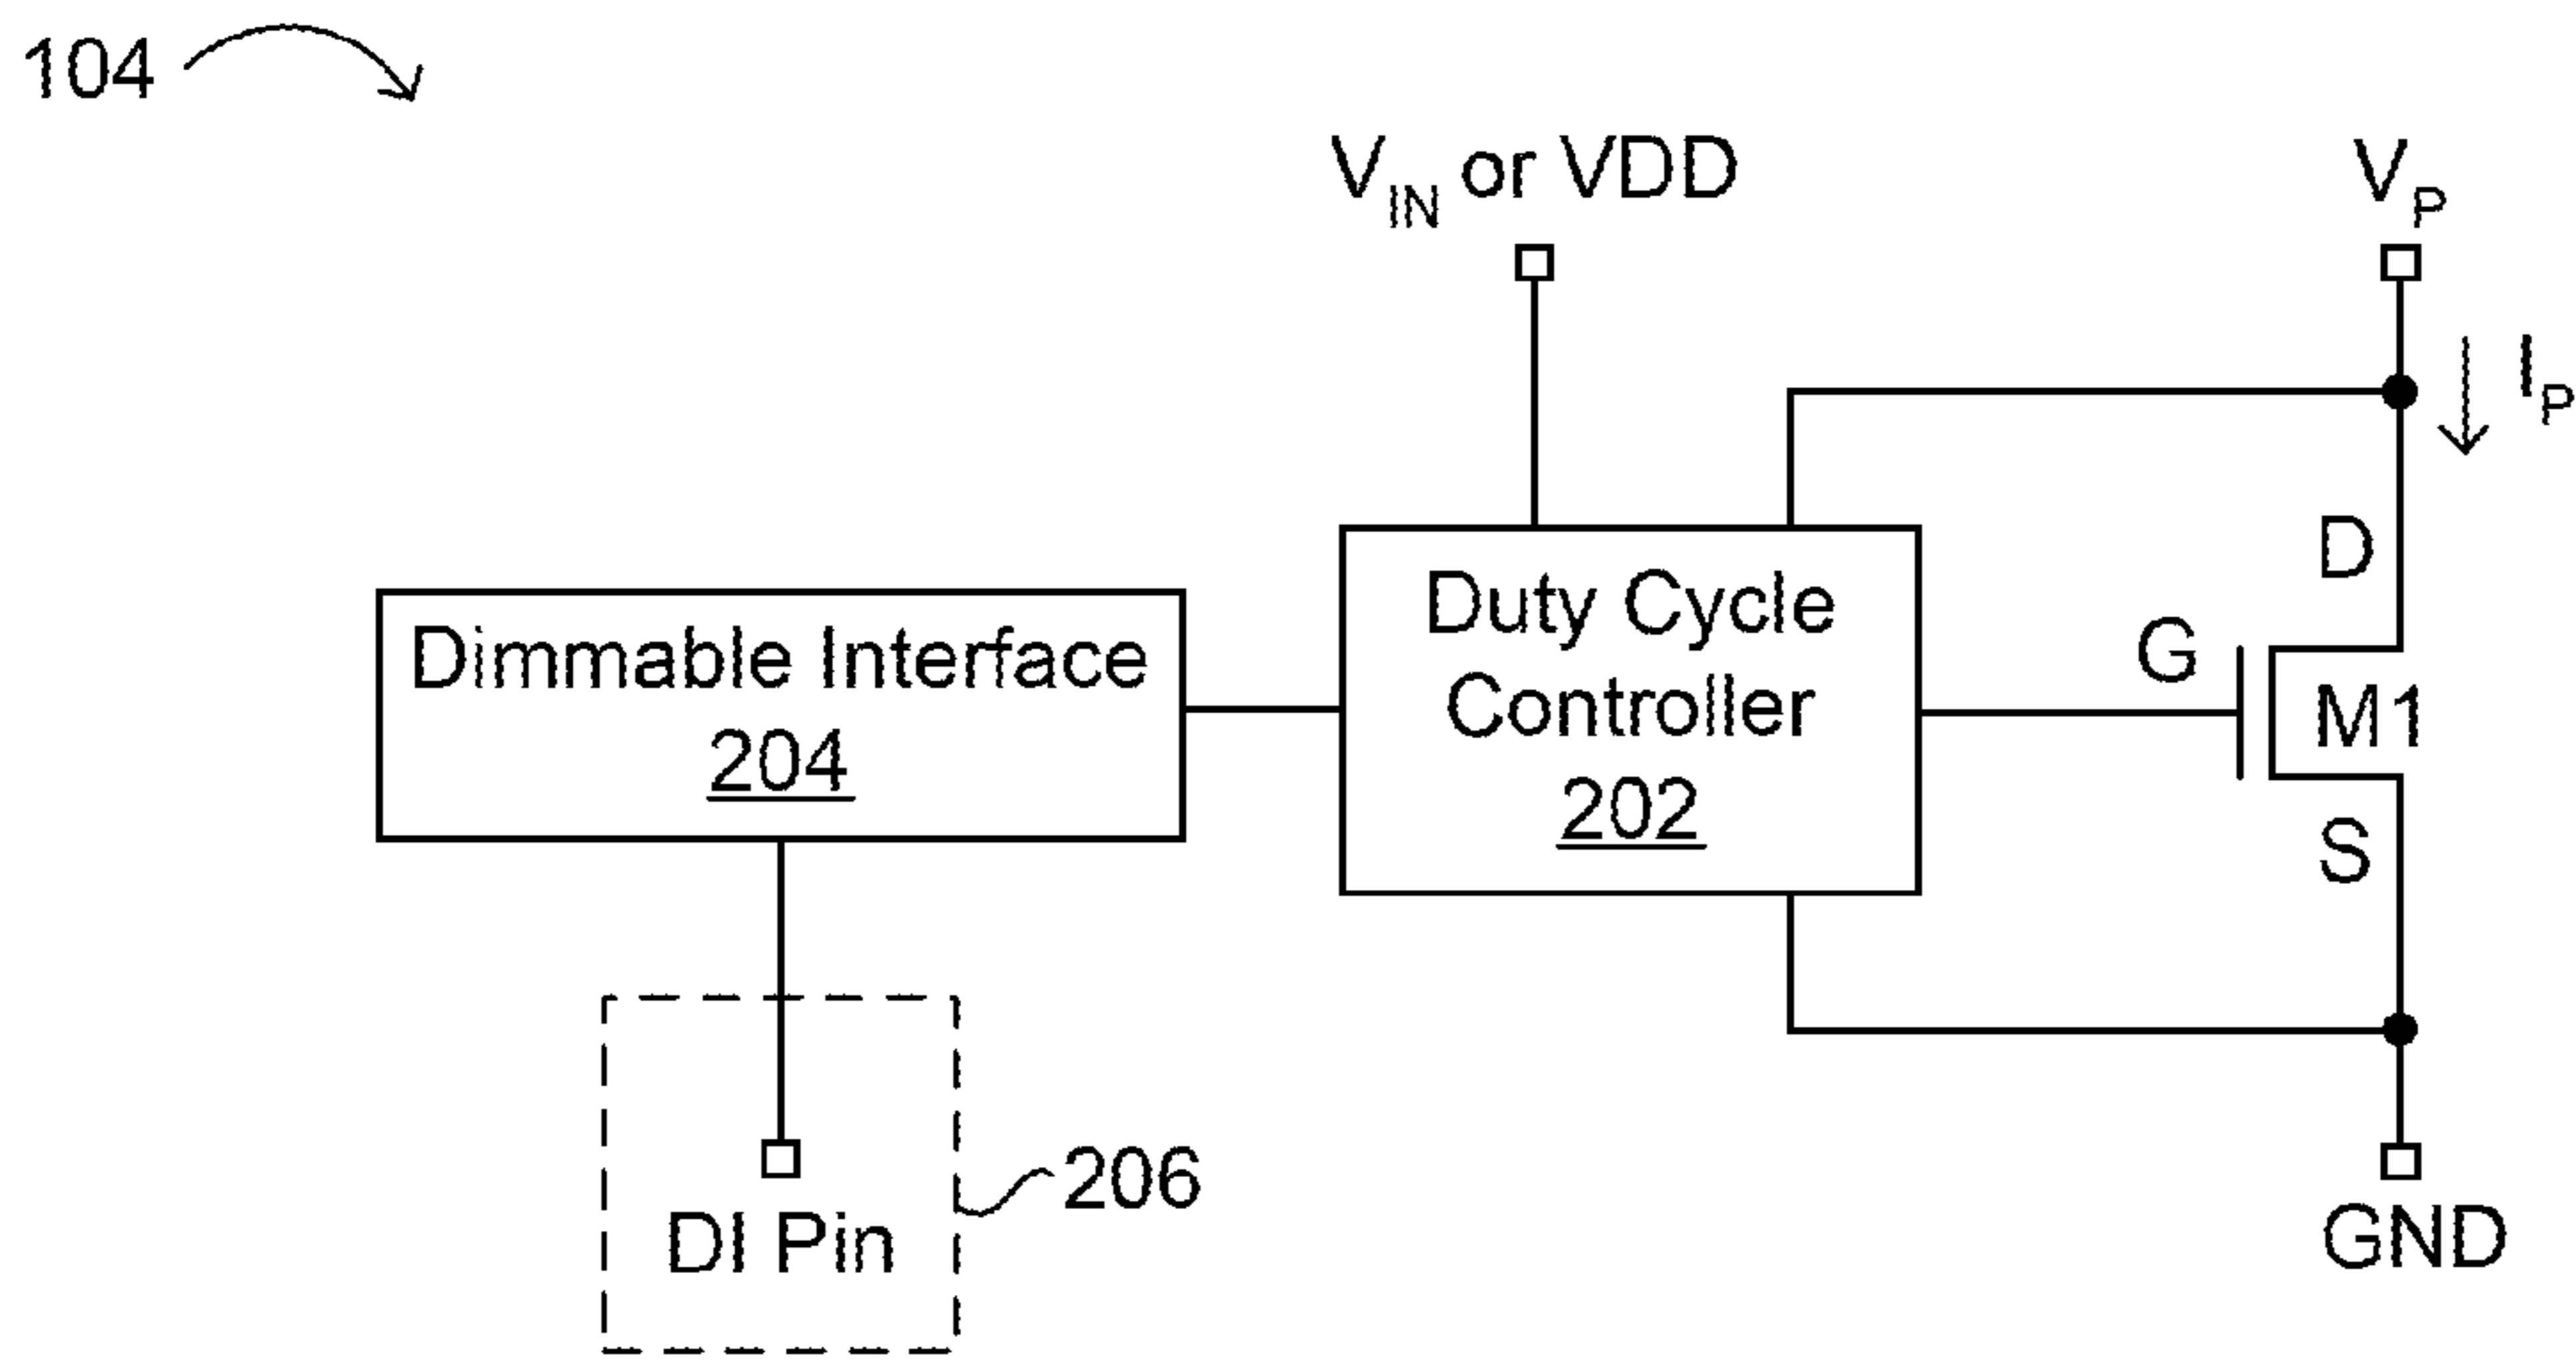 104
V_IN or VDD
V_P
I_P
D
Dimmable Interface
204
Duty Cycle
Controller
202
G
M1
S
206
DI Pin
GND